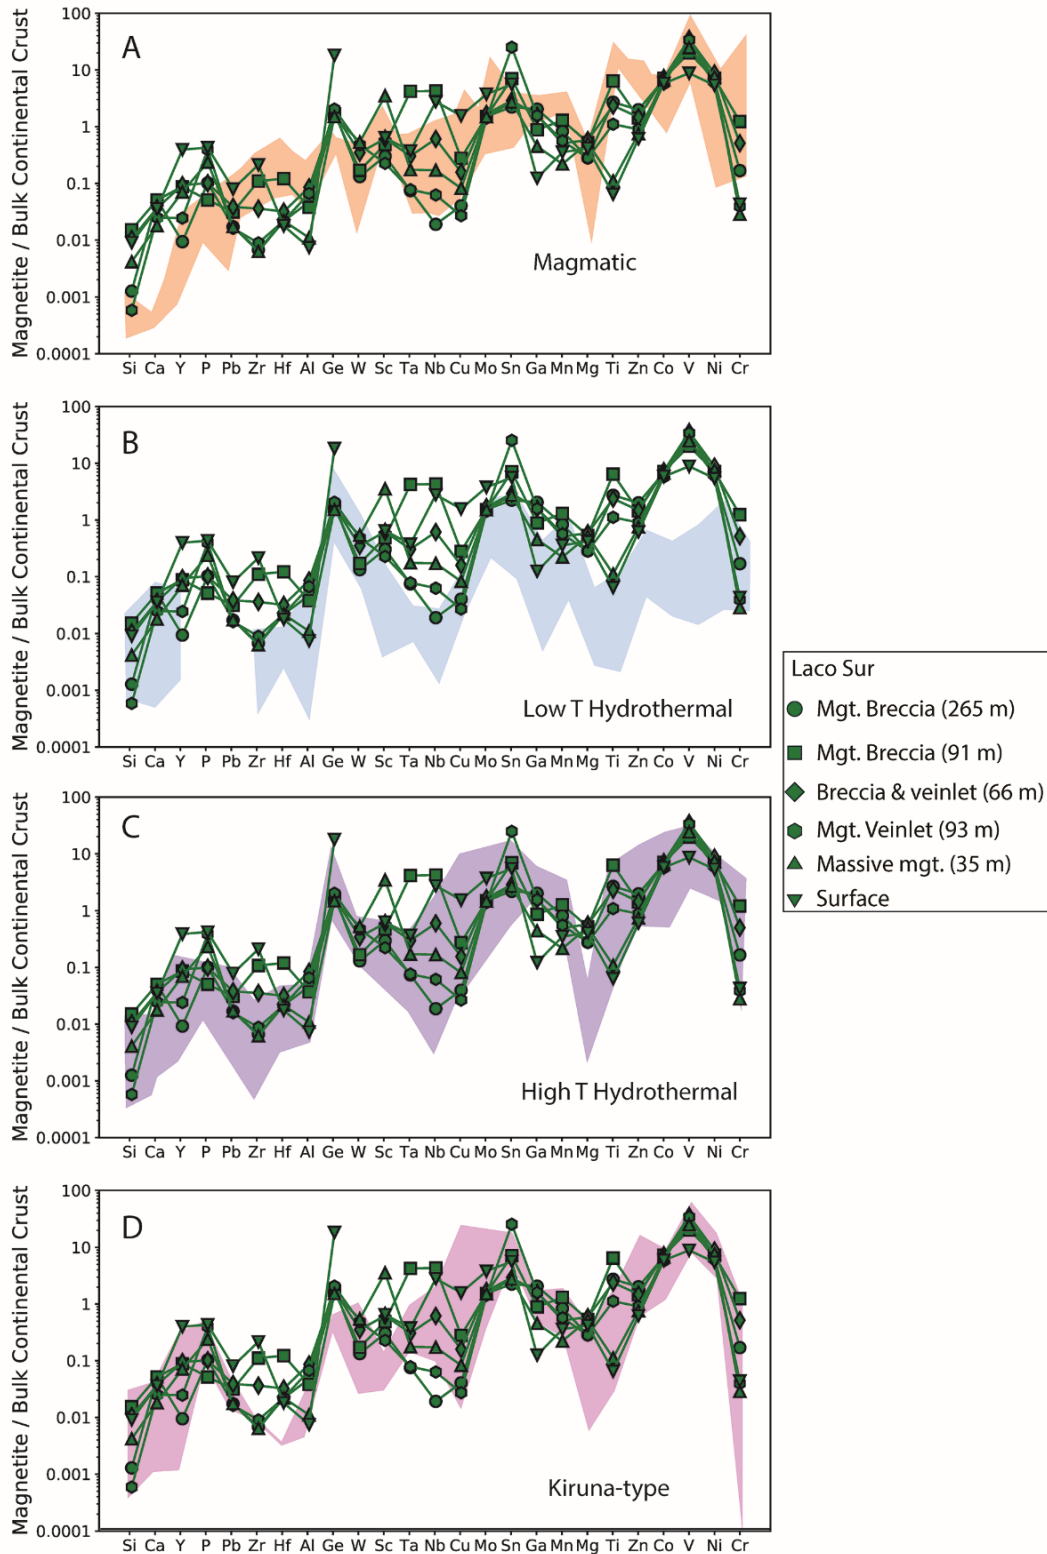 Magnetite / Bulk Continental Crust
100
10
1
0.1
0.01
0.001
0.0001
A
Magmatic
Si Ca Y P Pb Zr Hf Al Ge W Sc Ta Nb Cu Mo Sn Ga Mn Mg Ti Zn Co V Ni Cr
Magnetite / Bulk Continental Crust
100
10
1
0.1
0.01
0.001
0.0001
B
Low T Hydrothermal
Si Ca Y P Pb Zr Hf Al Ge W Sc Ta Nb Cu Mo Sn Ga Mn Mg Ti Zn Co V Ni Cr
Laco Sur
Mgt. Breccia (265 m)
Mgt. Breccia (91 m)
Breccia & veinlet (66 m)
Mgt. Veinlet (93 m)
Massive mgt. (35 m)
Surface
Magnetite / Bulk Continental Crust
100
10
1
0.1
0.01
0.001
0.0001
C
High T Hydrothermal
Si Ca Y P Pb Zr Hf Al Ge W Sc Ta Nb Cu Mo Sn Ga Mn Mg Ti Zn Co V Ni Cr
Magnetite / Bulk Continental Crust
100
10
1
0.1
0.01
0.001
0.0001
D
Kiruna-type
Si Ca Y P Pb Zr Hf Al Ge W Sc Ta Nb Cu Mo Sn Ga Mn Mg Ti Zn Co V Ni Cr